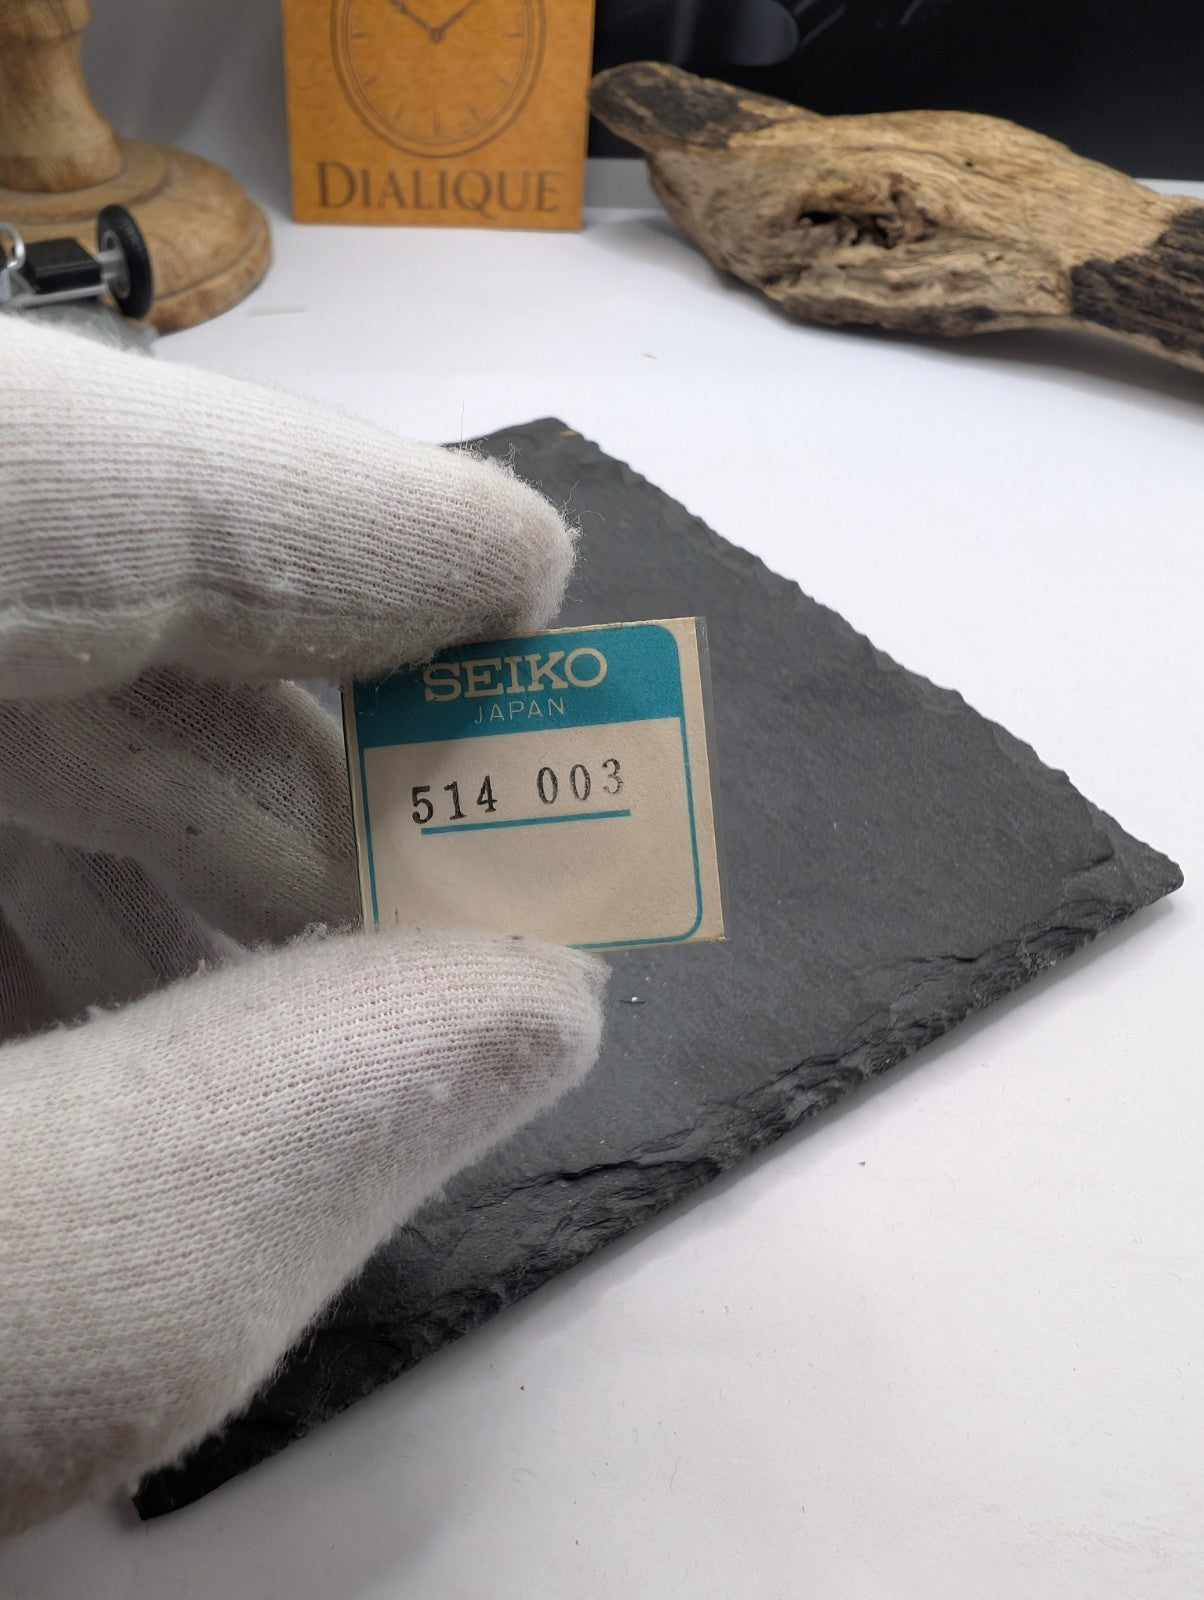 DIALIQUE
SEIKO
JAPAN
514 003